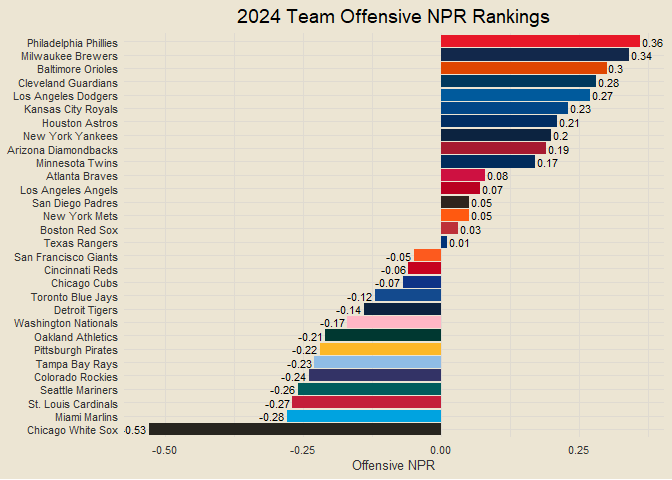 2024 Team Offensive NPR Rankings
Philadelphia Phillies 0.36
Milwaukee Brewers 0.34
Baltimore Orioles 0.3
Cleveland Guardians 0.28
Los Angeles Dodgers 0.27
Kansas City Royals 0.23
Houston Astros 0.21
New York Yankees 0.2
Arizona Diamondbacks 0.19
Minnesota Twins 0.17
Atlanta Braves 0.08
Los Angeles Angels 0.07
San Diego Padres 0.05
New York Mets 0.05
Boston Red Sox 0.03
Texas Rangers 0.01
San Francisco Giants -0.05
Cincinnati Reds -0.06
Chicago Cubs -0.07
Toronto Blue Jays -0.12
Detroit Tigers -0.14
Washington Nationals -0.17
Oakland Athletics -0.21
Pittsburgh Pirates -0.22
Tampa Bay Rays -0.23
Colorado Rockies -0.24
Seattle Mariners -0.26
St. Louis Cardinals -0.27
Miami Marlins -0.28
Chicago White Sox -0.53
-0.50 -0.25 0.00 0.25
Offensive NPR